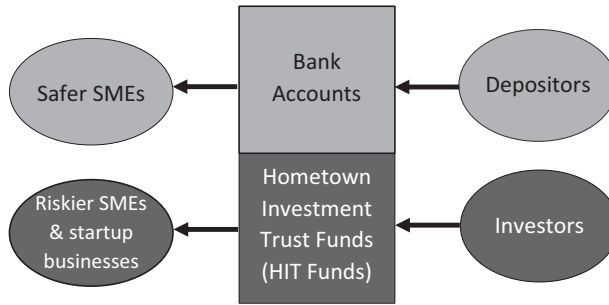 Safer SMEs
Bank
Accounts
Depositors
Riskier SMEs
& startup
businesses
Hometown
Investment
Trust Funds
(HIT Funds)
Investors